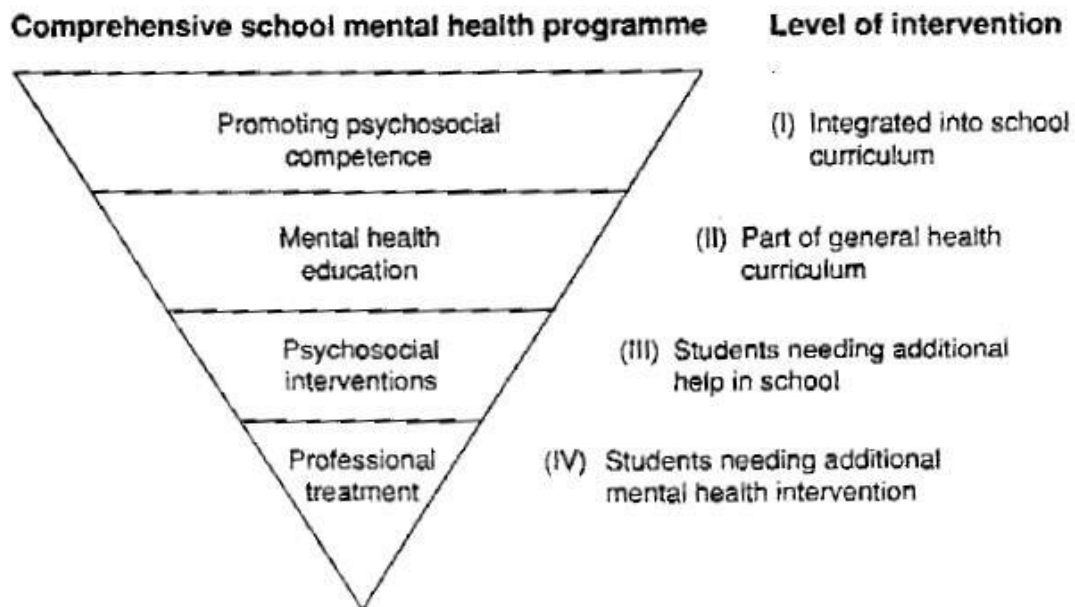 Comprehensive school mental health programme
Level of intervention
Promoting psychosocial
competence
(I) Integrated into school
curriculum
Mental health
education
(II) Part of general health
curriculum
Psychosocial
interventions
(III) Students needing additional
help in school
Professional
treatment
(IV) Students needing additional
mental health intervention